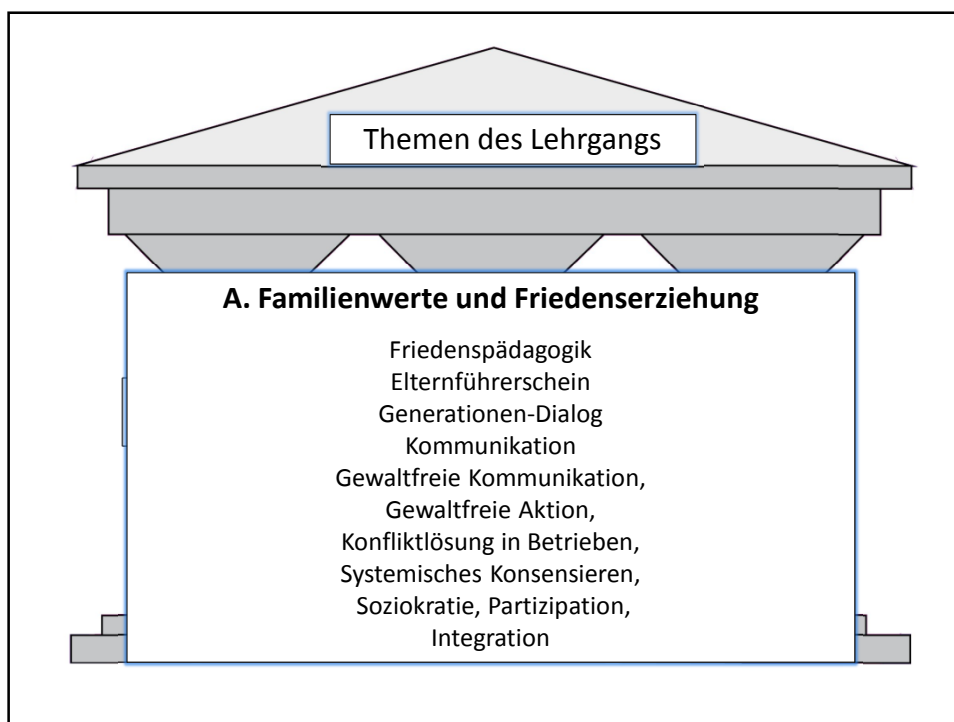 Themen des Lehrgangs
A. Familienwerte und Friedenserziehung
Friedenspädagogik
Elternführerschein
Generationen-Dialog
Kommunikation
Gewaltfreie Kommunikation,
Gewaltfreie Aktion,
Konfliktlösung in Betrieben,
Systemisches Konsensieren,
Soziokratie, Partizipation,
Integration